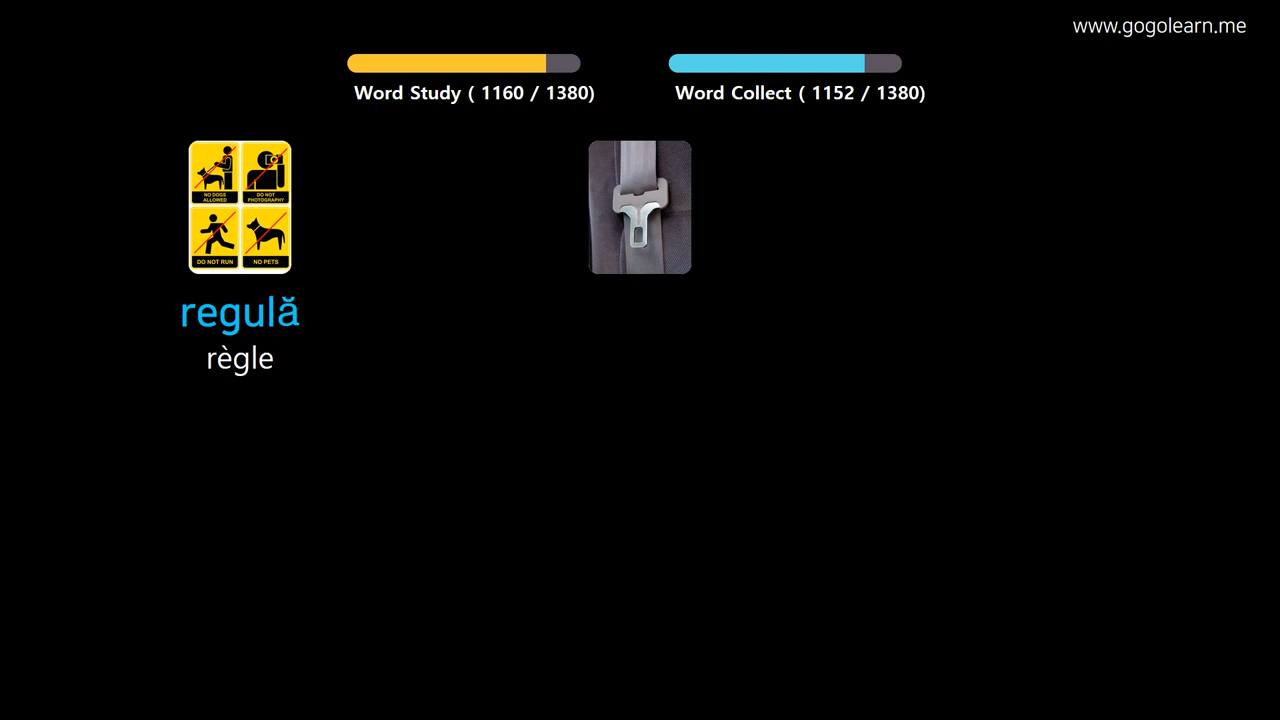 www.gogolearn.me
Word Study ( 1160 / 1380)
Word Collect ( 1152 / 1380)
NO DOGS ALLOWED
DO NOT PHOTOGRAPHY
DO NOT RUN
NO PETS
regulă
règle